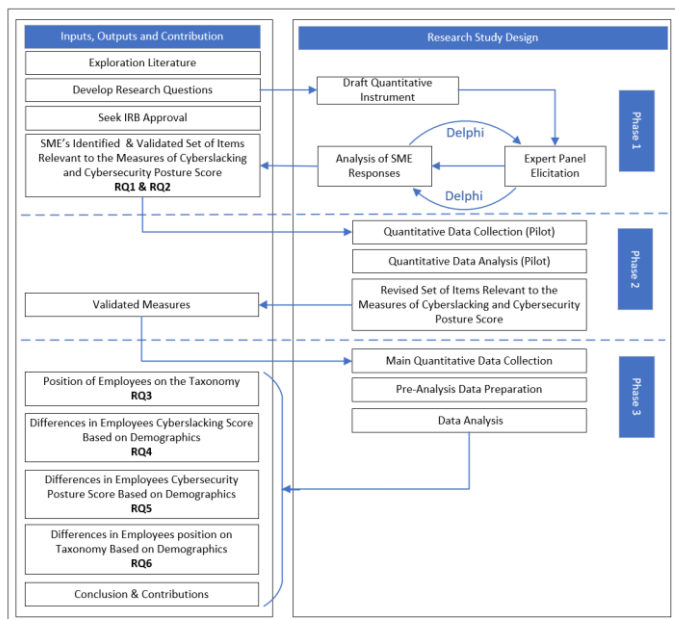 Inputs, Outputs and Contribution
Research Study Design
Exploration Literature
Develop Research Questions
Seek IRB Approval
SME's Identified & Validated Set of Items
Relevant to the Measures of Cyberslacking
and Cybersecurity Posture Score
RQ1 & RQ2
Draft Quantitative
Instrument
Delphi
Analysis of SME
Responses
Expert Panel
Elicitation
Delphi
Phase 1
Quantitative Data Collection (Pilot)
Quantitative Data Analysis (Pilot)
Revised Set of Items Relevant to the
Measures of Cyberslacking and Cybersecurity
Posture Score
Validated Measures
Phase 2
Main Quantitative Data Collection
Pre-Analysis Data Preparation
Data Analysis
Phase 3
Position of Employees on the Taxonomy
RQ3
Differences in Employees Cyberslacking Score
Based on Demographics
RQ4
Differences in Employees Cybersecurity
Posture Score Based on Demographics
RQ5
Differences in Employees position on
Taxonomy Based on Demographics
RQ6
Conclusion & Contributions